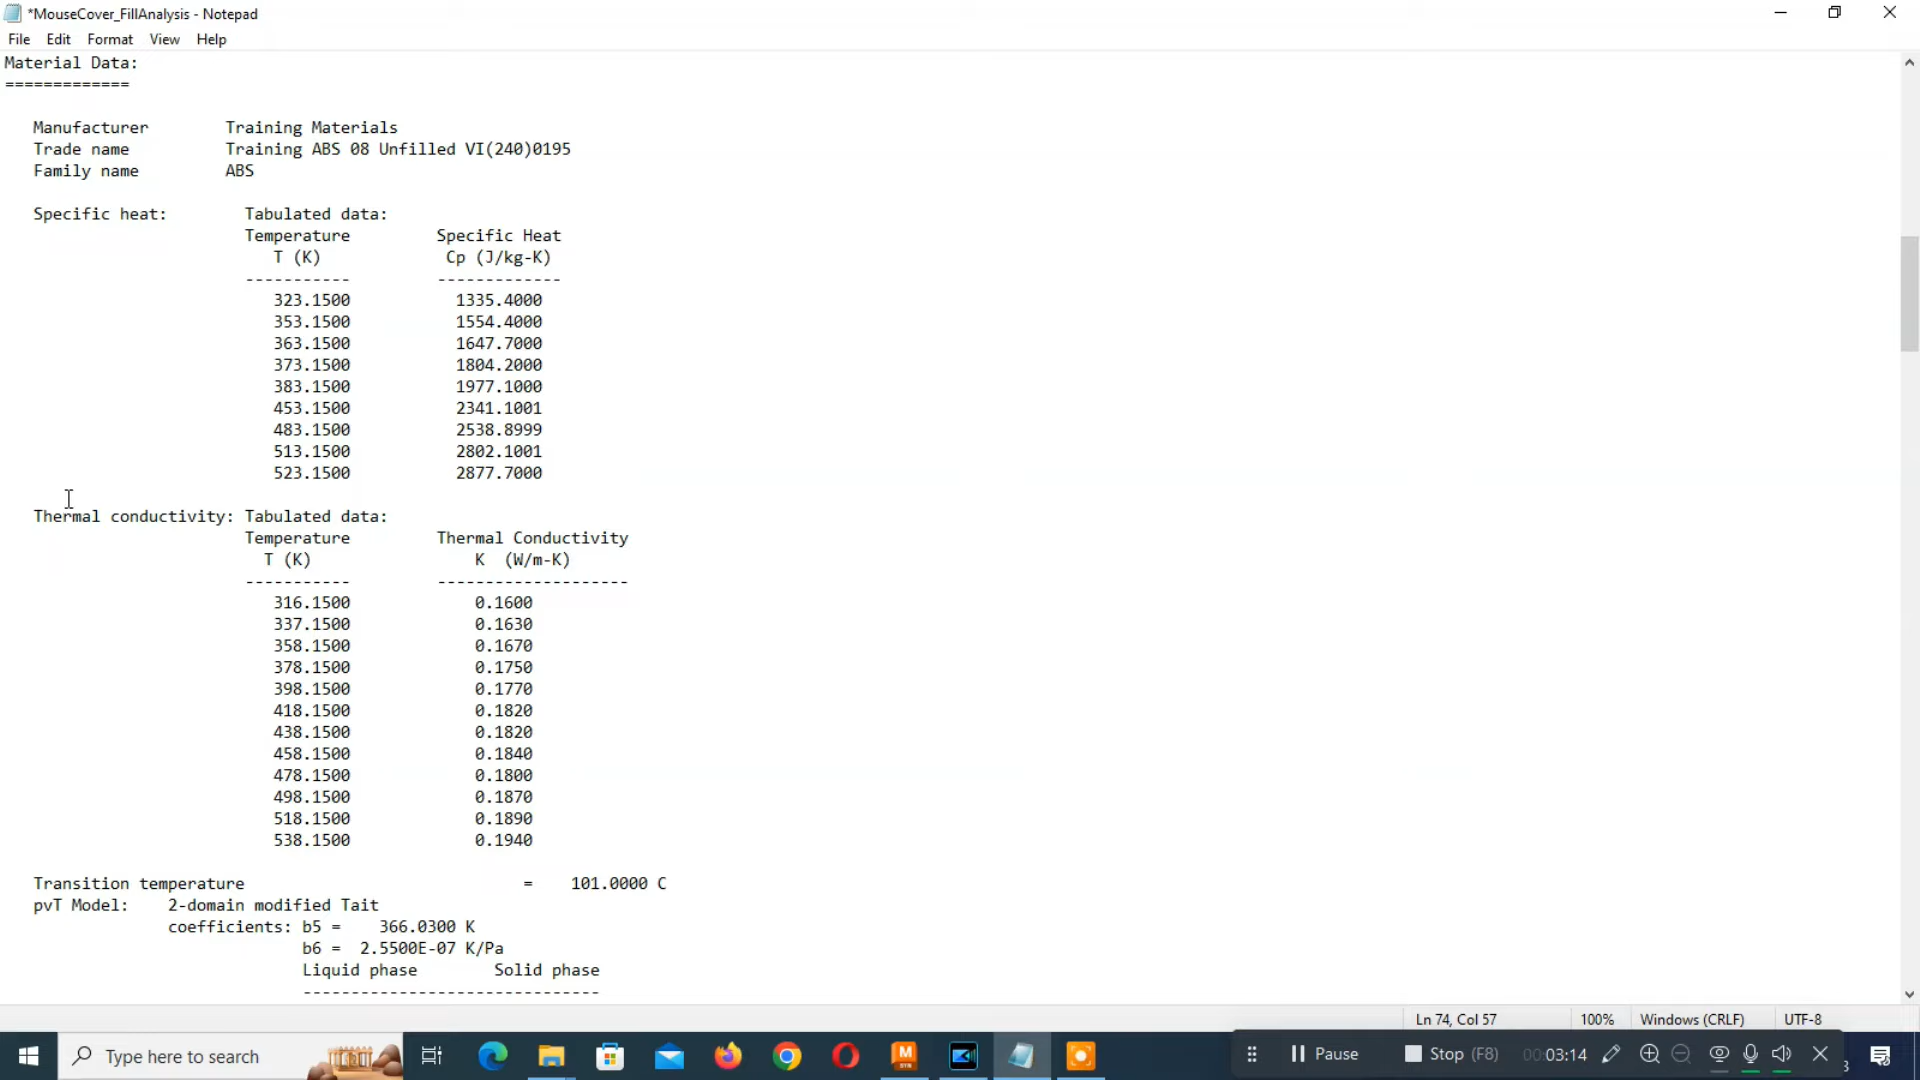 *MouseCover_FillAnalysis - Notepad
File Edit Format View Help
Material Data:
=============
Manufacturer Training Materials
Trade name Training ABS 08 Unfilled VI(240)0195
Family name ABS
Specific heat: Tabulated data:
Temperature Specific Heat
T (K) Cp (J/kg-K)
----------- -------------
323.1500 1335.4000
353.1500 1554.4000
363.1500 1647.7000
373.1500 1804.2000
383.1500 1977.1000
453.1500 2341.1001
483.1500 2538.8999
513.1500 2802.1001
523.1500 2877.7000
Thermal conductivity: Tabulated data:
Temperature Thermal Conductivity
T (K) K (W/m-K)
----------- --------------------
316.1500 0.1600
337.1500 0.1630
358.1500 0.1670
378.1500 0.1750
398.1500 0.1770
418.1500 0.1820
438.1500 0.1820
458.1500 0.1840
478.1500 0.1800
498.1500 0.1870
518.1500 0.1890
538.1500 0.1940
Transition temperature = 101.0000 C
pvT Model: 2-domain modified Tait
coefficients: b5 = 366.0300 K
b6 = 2.5500E-07 K/Pa
Liquid phase Solid phase
-------------------------------
Ln 74, Col 57 100% Windows (CRLF) UTF-8
Type here to search Pause Stop (F8) 00:03:14